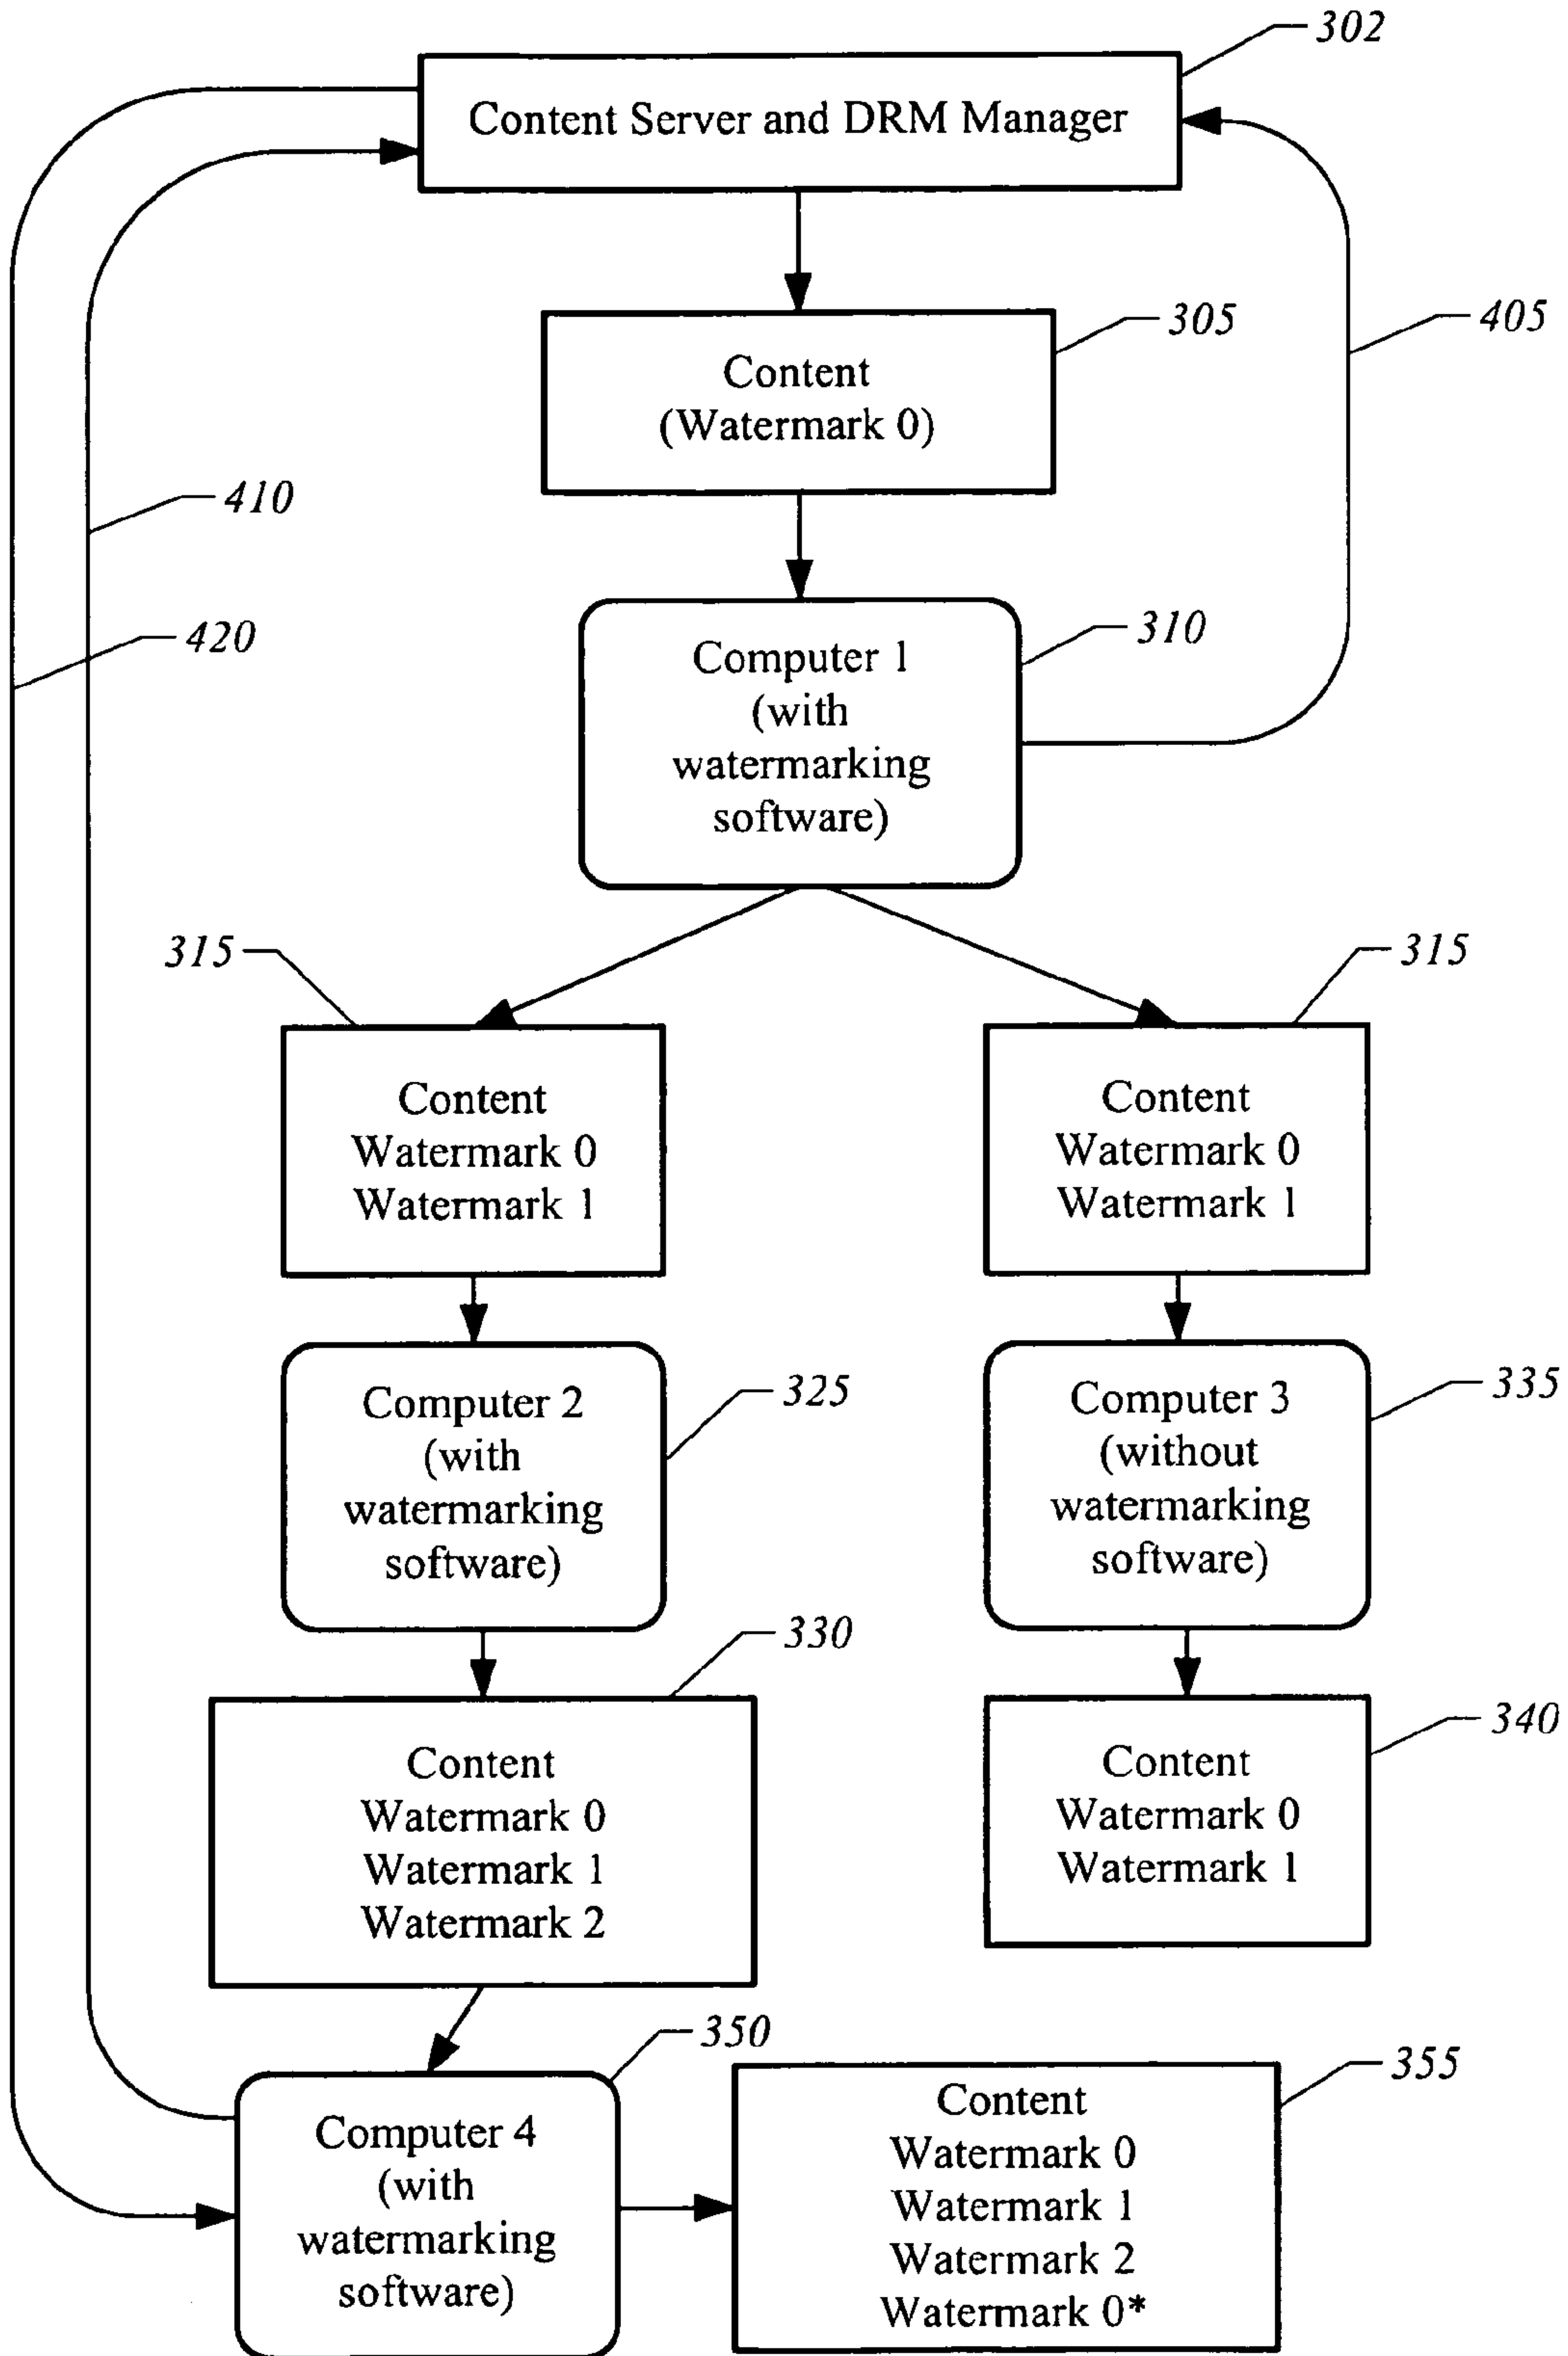 302
Content Server and DRM Manager
305
405
Content
(Watermark 0)
410
420
310
Computer 1
(with
watermarking
software)
315
315
Content
Watermark 0
Watermark 1
Content
Watermark 0
Watermark 1
325
335
Computer 2
(with
watermarking
software)
Computer 3
(without
watermarking
software)
330
340
Content
Watermark 0
Watermark 1
Watermark 2
Content
Watermark 0
Watermark 1
350
355
Computer 4
(with
watermarking
software)
Content
Watermark 0
Watermark 1
Watermark 2
Watermark 0*